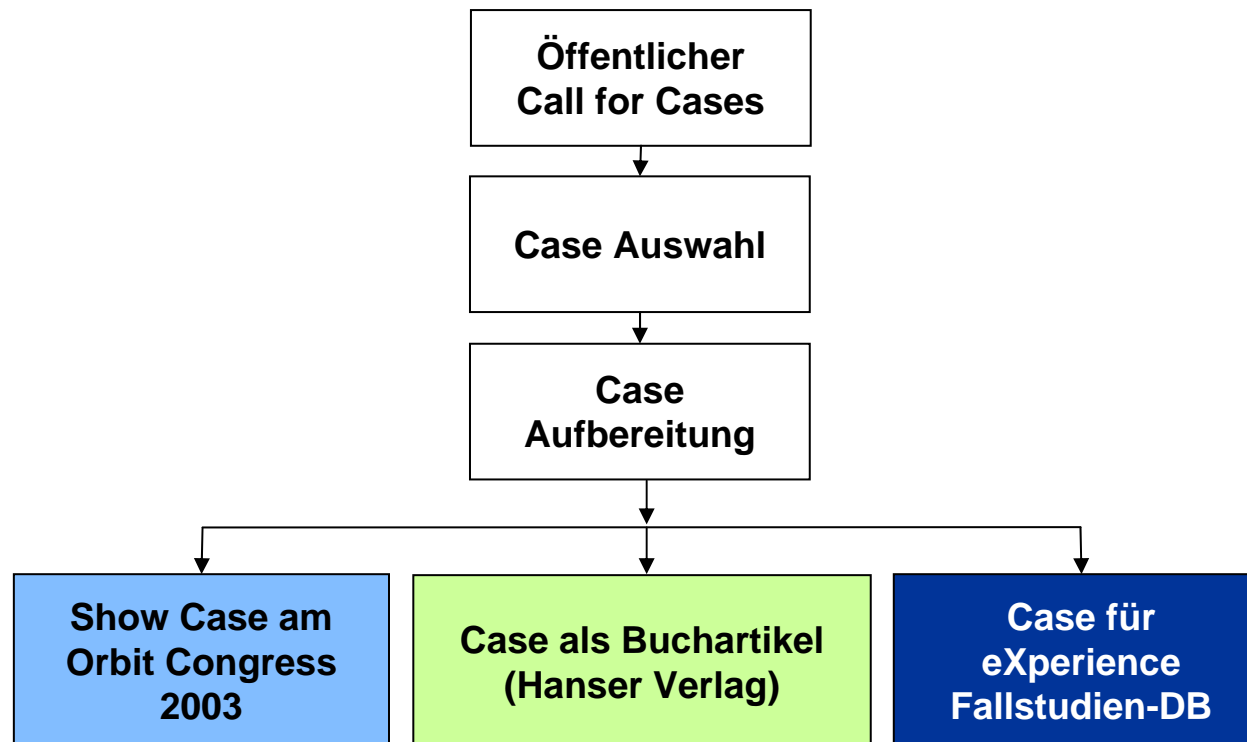 Öffentlicher
Call for Cases
Case Auswahl
Case
Aufbereitung
Show Case am
Orbit Congress
2003
Case als Buchartikel
(Hanser Verlag)
Case für
eXperience
Fallstudien-DB